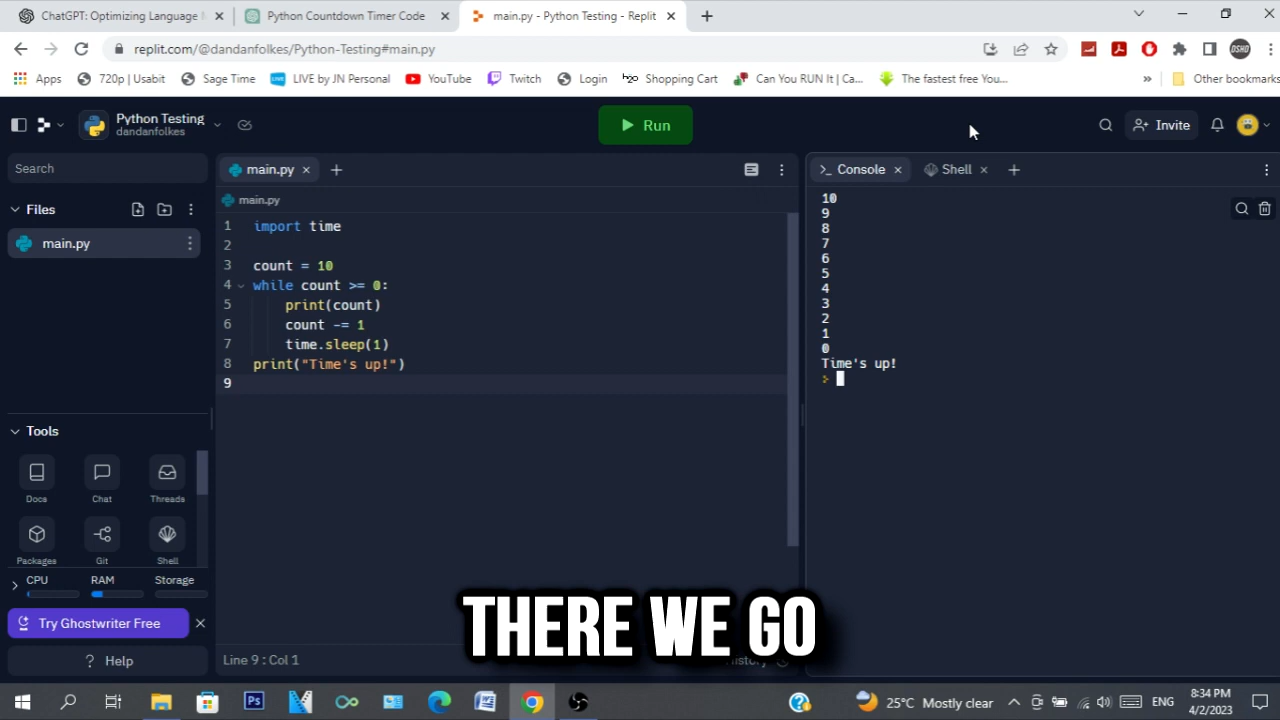 ChatGPT: Optimizing Language M
Python Countdown Timer Code
main.py - Python Testing - Replit
replit.com/@dandanfolkes/Python-Testing#main.py
Apps
720p | Usabit
Sage Time
LIVE by JN Personal
YouTube
Twitch
Login
Shopping Cart
Can You RUN It | Ca...
The fastest free You...
»
Other bookmarks
Python Testing
dandanfolkes
Run
Invite
Search
main.py
Console
Shell
Files
main.py
main.py
1 import time
2
3 count = 10
4 while count >= 0:
5 print(count)
6 count -= 1
7 time.sleep(1)
8 print("Time's up!")
9
10
9
8
7
6
5
4
3
2
1
0
Time's up!
>
Tools
Docs
Chat
Threads
Packages
Git
Shell
CPU
RAM
Storage
Try Ghostwriter Free
? Help
THERE WE GO
Line 9 : Col 1
History
Ps
25°C Mostly clear
ENG
8:34 PM
4/2/2023